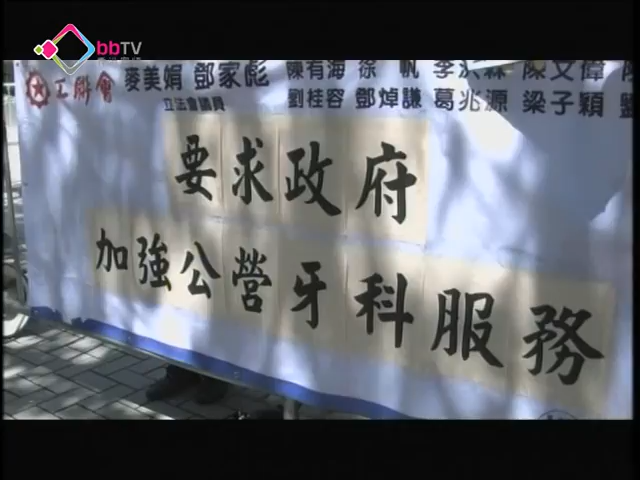 bbTV
工聯會 麥美娟 鄧家彪 陳有海 徐 帆 李洪森 陳文偉
立法會議員 劉桂容 鄧焯謙 葛兆源 梁子穎
要求政府
加強公營牙科服務